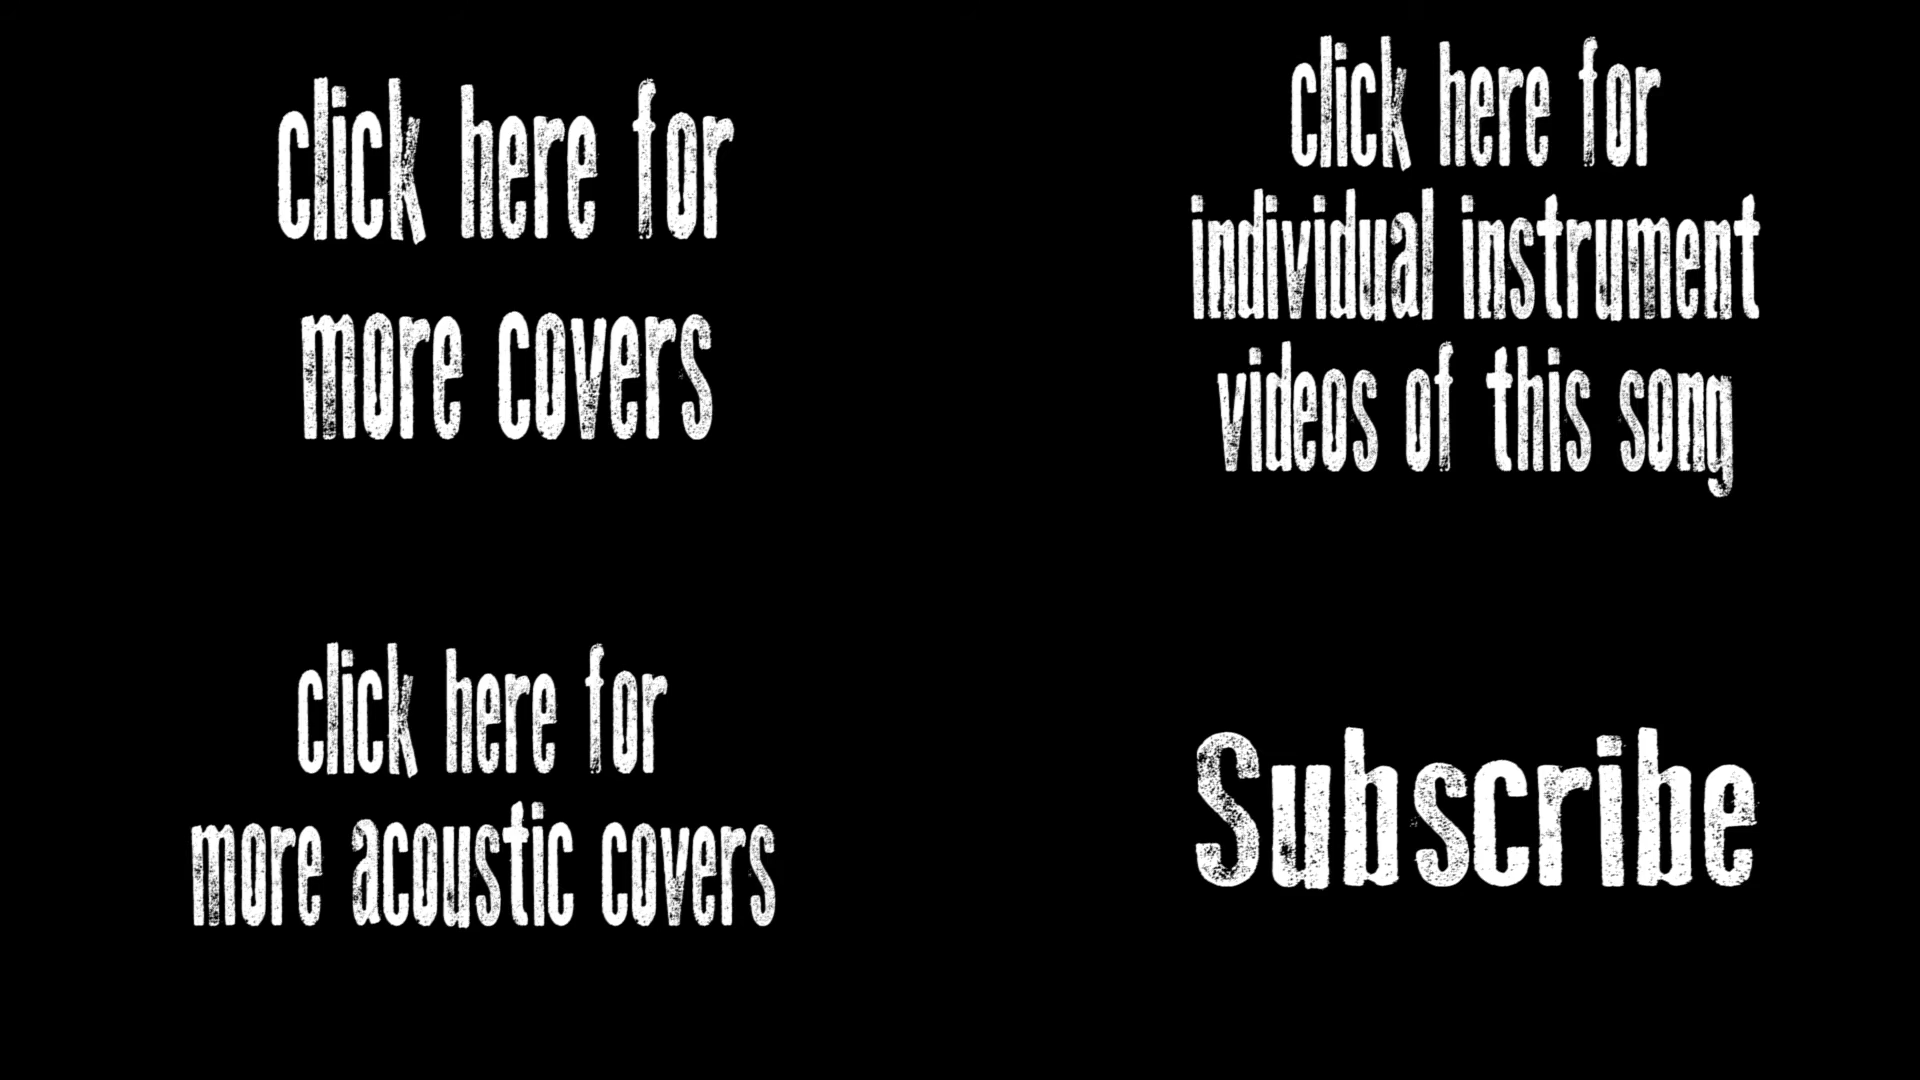 click here for
more covers
click here for
individual instrument
videos of this song
click here for
more acoustic covers
Subscribe